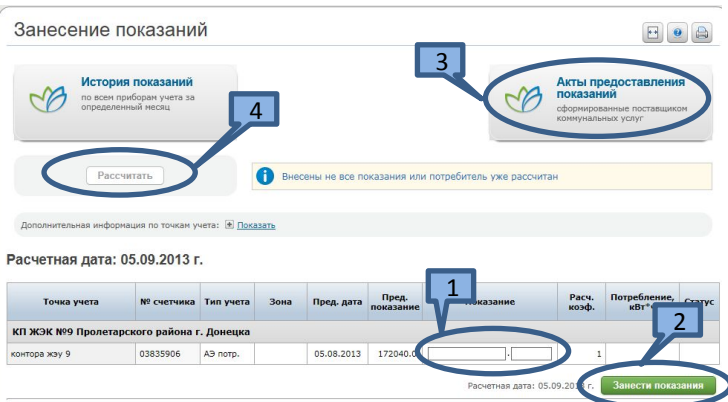 Занесение показаний
История показаний
по всем приборам учета за
определенный месяц
3
Акты предоставления
показаний
сформированные поставщиком
коммунальных услуг
4
Рассчитать
Внесены не все показания или потребитель уже рассчитан
Дополнительная информация по точкам учета: Показать
Расчетная дата: 05.09.2013 г.
Точка учета № счетчика Тип учета Зона Пред. дата Пред. показание Показание Расч. коэф. Потребление, Статус
1
2
КП ЖЭК №9 Пролетарского района г. Донецка
контора жэу 9 03835906 АЭ потр. 05.08.2013 172040.0 . 1
Расчетная дата: 05.09.2013 г. Занести показания